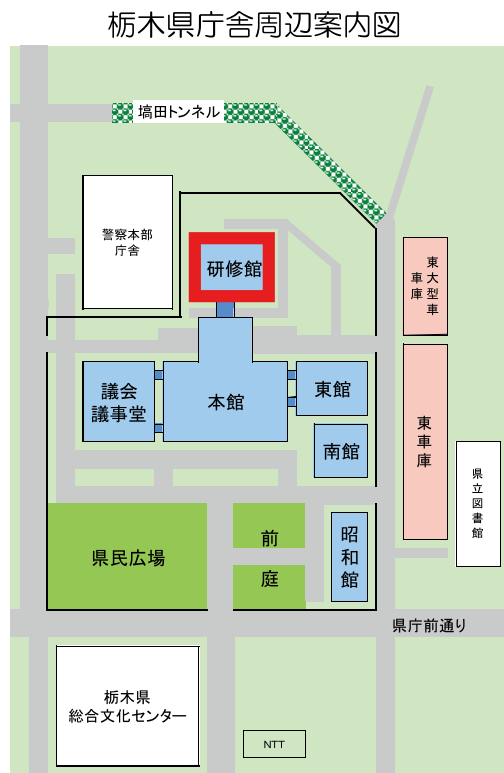 栃木県庁舎周辺案内図
塙田トンネル
警察本部
庁舎
研修館
東大型車
車庫
議会
議事堂
本館
東館
東車庫
南館
県立図書館
県民広場
前庭
昭和館
県庁前通り
栃木県
総合文化センター
NTT